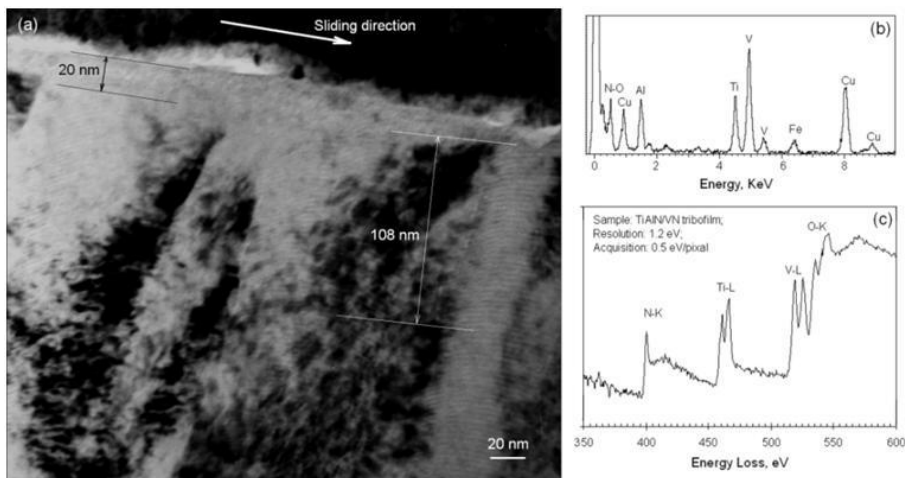 (a)
Sliding direction
20 nm
108 nm
20 nm
(b)
N-O
Cu
Al
Ti
V
V
Fe
Cu
Cu
0 2 4 6 8
Energy, KeV
(c)
Sample: TiAlN/VN tribofilm;
Resolution: 1.2 eV;
Acquisition: 0.5 eV/pixal
N-K
Ti-L
V-L
O-K
350 400 450 500 550 600
Energy Loss, eV